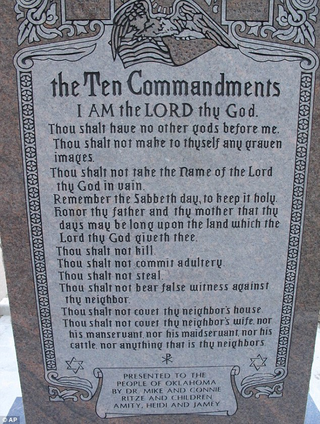 the Ten Commandments
I AM the LORD thy God.
Thou shalt have no other gods before me.
Thou shalt not make to thyself any graven
images.
Thou shalt not take the Name of the Lord
thy God in vain.
Remember the Sabbeth day, to keep it holy.
Honor thy father and thy mother that thy
days may be long upon the land which the
Lord thy God giveth thee.
Thou shalt not kill.
Thou shalt not commit adultery.
Thou shalt not steal.
Thou shalt not bear false witness against
thy neighbor.
Thou shalt not covet thy neighbor's house.
Thou shalt not covet thy neighbor's wife, nor
his manservant nor his maidservant nor his
cattle, nor anything that is thy neighbors.
PRESENTED TO THE
PEOPLE OF OKLAHOMA
BY DR. MIKE AND CONNIE
RITZE AND CHILDREN
AMITY, HEIDI AND JAMEY
© AP